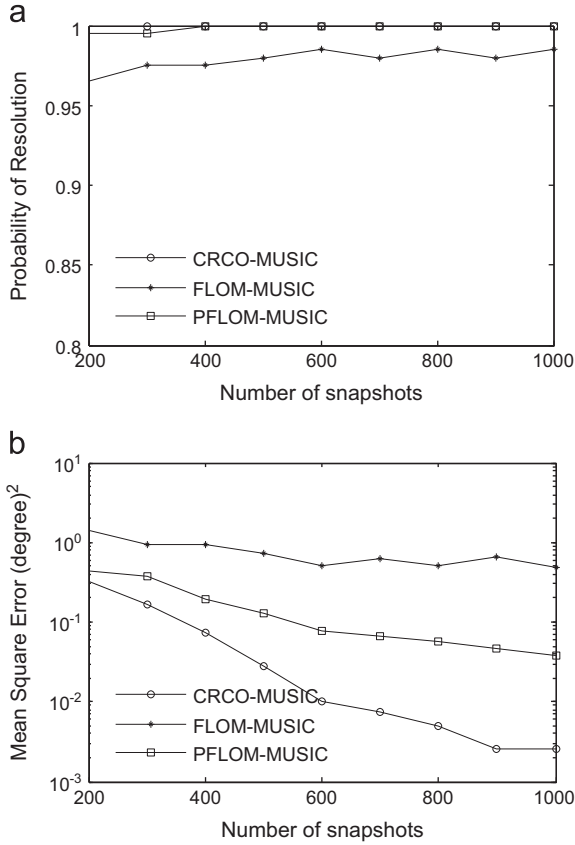 a
1
0.95
0.9
0.85
0.8
Probability of Resolution
CRCO-MUSIC
FLOM-MUSIC
PFLOM-MUSIC
200 400 600 800 1000
Number of snapshots
b
10^1
10^0
10^-1
10^-2
10^-3
Mean Square Error (degree)^2
CRCO-MUSIC
FLOM-MUSIC
PFLOM-MUSIC
200 400 600 800 1000
Number of snapshots